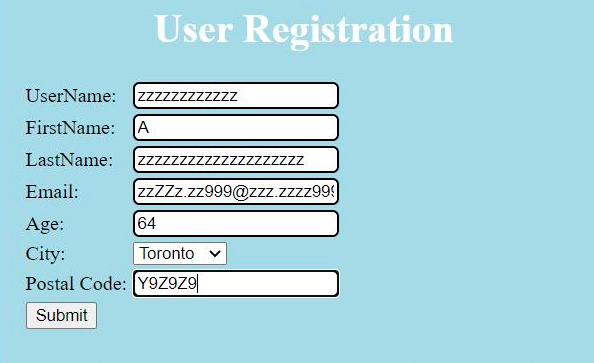 User Registration
UserName: zzzzzzzzzzzz
FirstName: A
LastName: zzzzzzzzzzzzzzzzzzzz
Email: zzZZz.zz999@zzz.zzzz999
Age: 64
City: Toronto
Postal Code: Y9Z9Z9
Submit